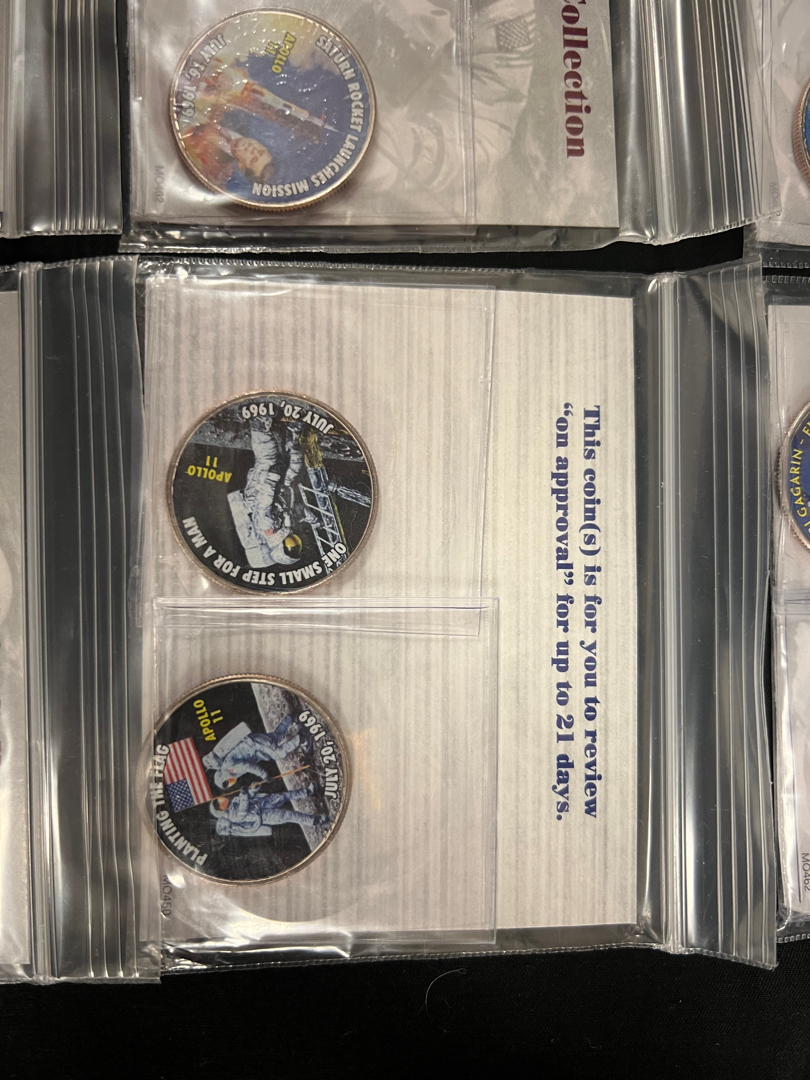 Collection
SATURN ROCKET LAUNCHES MISSION
APOLLO
11
JULY 16, 1969
This coin(s) is for you to review
“on approval” for up to 21 days.
ONE SMALL STEP FOR A MAN
APOLLO
11
JULY 20, 1969
PLANTING THE FLAG
APOLLO
11
JULY 20, 1969
GAGARIN -
MO462